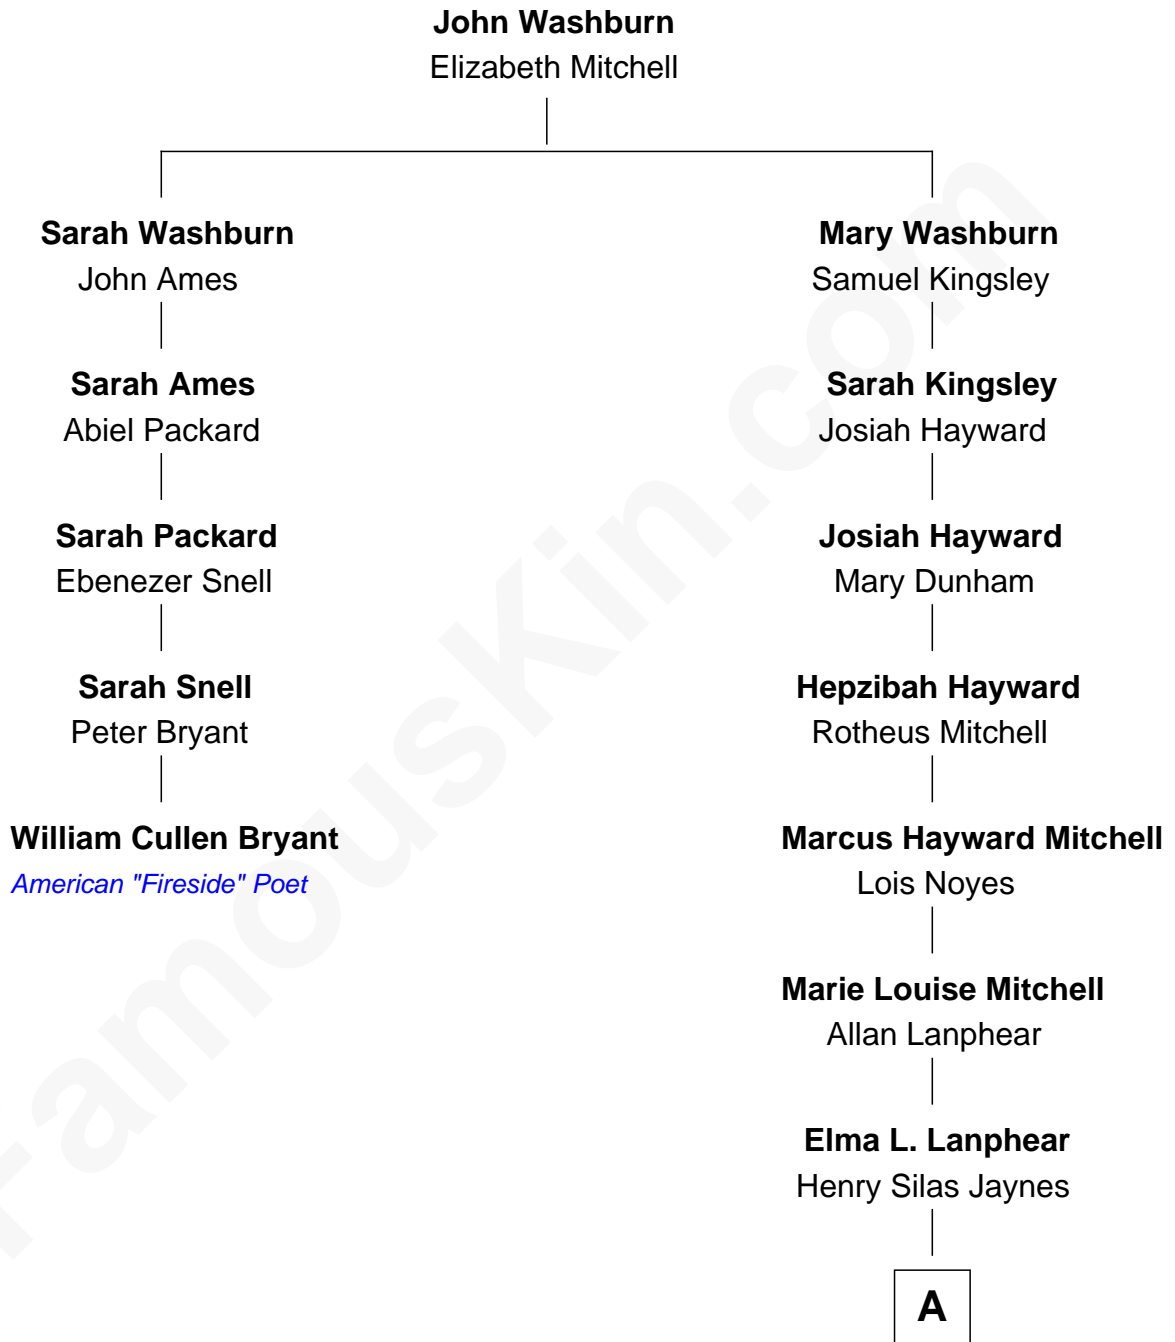 John Washburn
Elizabeth Mitchell
Sarah Washburn
John Ames
Mary Washburn
Samuel Kingsley
Sarah Ames
Abiel Packard
Sarah Kingsley
Josiah Hayward
Sarah Packard
Ebenezer Snell
Josiah Hayward
Mary Dunham
Sarah Snell
Peter Bryant
Hepzibah Hayward
Rotheus Mitchell
William Cullen Bryant
American "Fireside" Poet
Marcus Hayward Mitchell
Lois Noyes
Marie Louise Mitchell
Allan Lanphear
Elma L. Lanphear
Henry Silas Jaynes
A
FamousKin.com